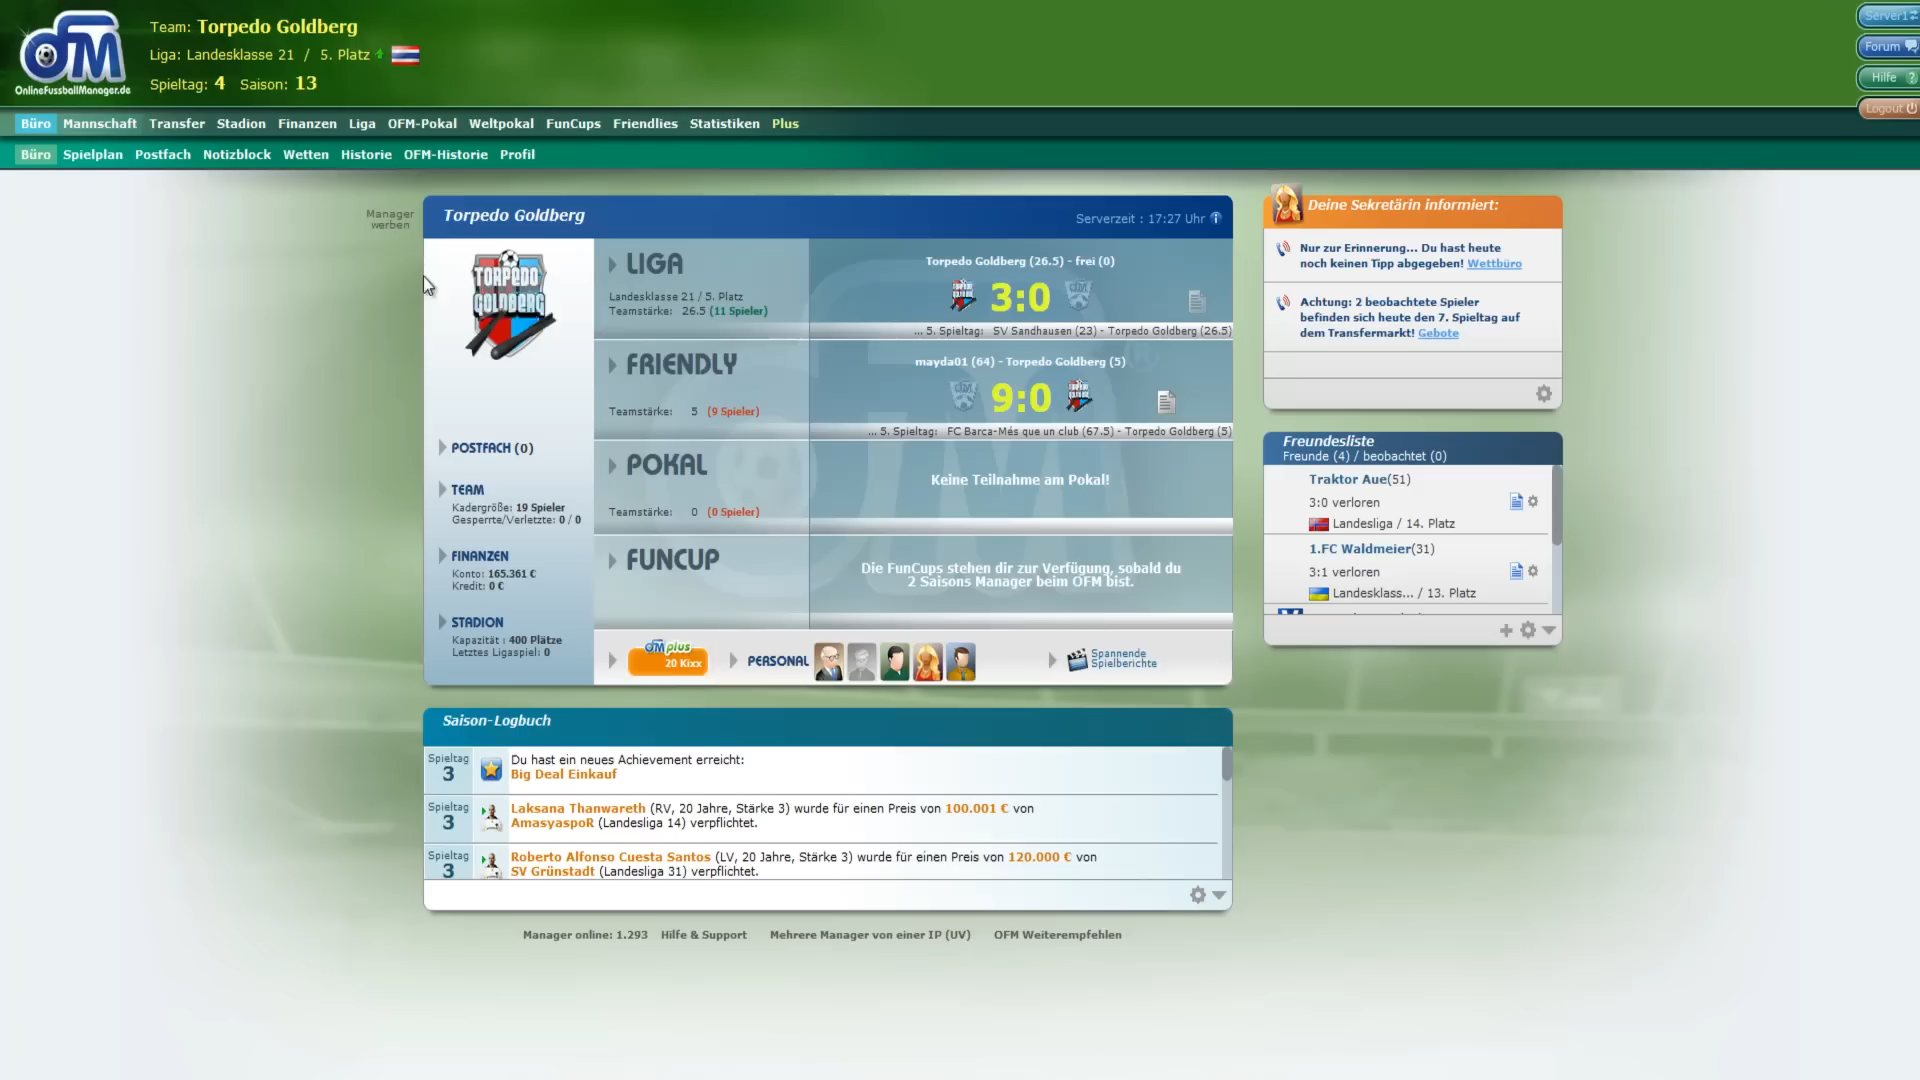 OFM
OnlineFussballManager.de
Team: Torpedo Goldberg
Liga: Landesklasse 21 / 5. Platz
Spieltag: 4 Saison: 13
Server1
Forum
Hilfe ?
Logout
Büro Mannschaft Transfer Stadion Finanzen Liga OFM-Pokal Weltpokal FunCups Friendlies Statistiken Plus
Büro Spielplan Postfach Notizblock Wetten Historie OFM-Historie Profil
Manager
werben
Torpedo Goldberg
Serverzeit : 17:27 Uhr
TORPEDO
GOLDBERG
POSTFACH (0)
TEAM
Kadergröße: 19 Spieler
Gesperrte/Verletzte: 0 / 0
FINANZEN
Konto: 165.361 €
Kredit: 0 €
STADION
Kapazität : 400 Plätze
Letztes Ligaspiel: 0
LIGA
Landesklasse 21 / 5. Platz
Teamstärke: 26.5 (11 Spieler)
Torpedo Goldberg (26.5) - frei (0)
3:0
... 5. Spieltag: SV Sandhausen (23) - Torpedo Goldberg (26.5)
FRIENDLY
Teamstärke: 5 (9 Spieler)
mayda01 (64) - Torpedo Goldberg (5)
9:0
... 5. Spieltag: FC Barca-Més que un club (67.5) - Torpedo Goldberg (5)
POKAL
Teamstärke: 0 (0 Spieler)
Keine Teilnahme am Pokal!
FUNCUP
Die FunCups stehen dir zur Verfügung, sobald du
2 Saisons Manager beim OFM bist.
OFM plus
20 Kixx
PERSONAL
Spannende
Spielberichte
Saison-Logbuch
Spieltag
3
Du hast ein neues Achievement erreicht:
Big Deal Einkauf
Spieltag
3
Laksana Thanwareth (RV, 20 Jahre, Stärke 3) wurde für einen Preis von 100.001 € von
AmasyaspoR (Landesliga 14) verpflichtet.
Spieltag
3
Roberto Alfonso Cuesta Santos (LV, 20 Jahre, Stärke 3) wurde für einen Preis von 120.000 € von
SV Grünstadt (Landesliga 31) verpflichtet.
Manager online: 1.293 Hilfe & Support Mehrere Manager von einer IP (UV) OFM Weiterempfehlen
Deine Sekretärin informiert:
Nur zur Erinnerung... Du hast heute
noch keinen Tipp abgegeben! Wettbüro
Achtung: 2 beobachtete Spieler
befinden sich heute den 7. Spieltag auf
dem Transfermarkt! Gebote
Freundesliste
Freunde (4) / beobachtet (0)
Traktor Aue(51)
3:0 verloren
Landesliga / 14. Platz
1.FC Waldmeier(31)
3:1 verloren
Landesklass... / 13. Platz